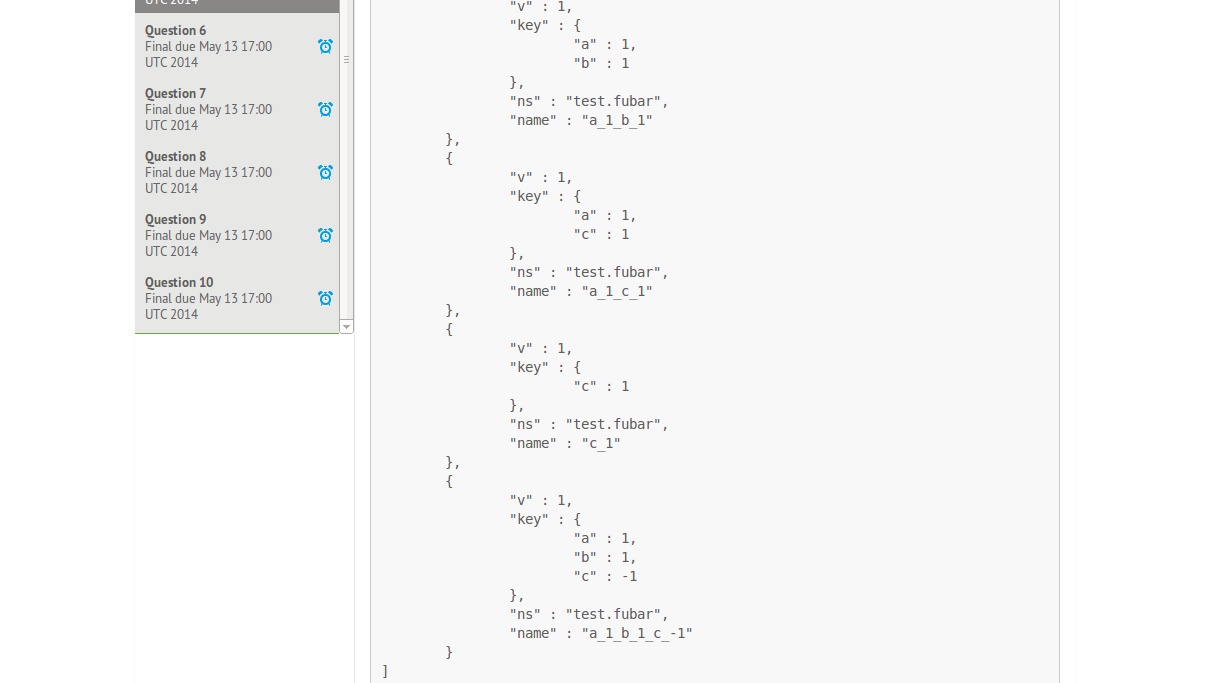 UTC 2014
Question 6
Final due May 13 17:00
UTC 2014
Question 7
Final due May 13 17:00
UTC 2014
Question 8
Final due May 13 17:00
UTC 2014
Question 9
Final due May 13 17:00
UTC 2014
Question 10
Final due May 13 17:00
UTC 2014
"v" : 1,
"key" : {
"a" : 1,
"b" : 1
},
"ns" : "test.fubar",
"name" : "a_1_b_1"
},
{
"v" : 1,
"key" : {
"a" : 1,
"c" : 1
},
"ns" : "test.fubar",
"name" : "a_1_c_1"
},
{
"v" : 1,
"key" : {
"c" : 1
},
"ns" : "test.fubar",
"name" : "c_1"
},
{
"v" : 1,
"key" : {
"a" : 1,
"b" : 1,
"c" : -1
},
"ns" : "test.fubar",
"name" : "a_1_b_1_c_-1"
}
]